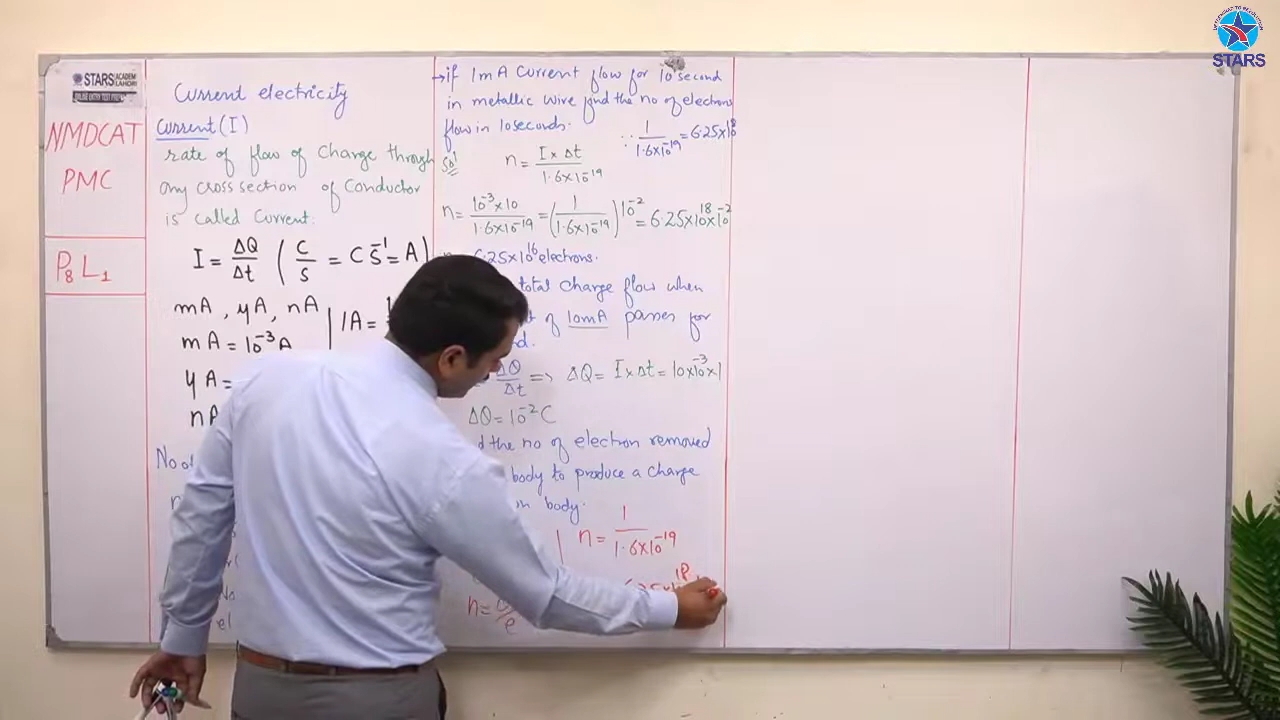 STARS
STARS ACADEMY LAHORE
NMDCAT
PMC
P8 L1
Current electricity
Current (I)
rate of flow of Charge through
any cross section of Conductor
is called Current.
I = ΔQ/Δt ( C/S = C S⁻¹ = A )
mA, μA, nA
mA = 10⁻³A
1A =
μA =
nA
No of
→ if 1mA Current flow for 10 second
in metallic wire find the no of electrons
flow in 10 seconds.
∵ 1/1.6×10⁻¹⁹ = 6.25×10¹⁸
Sol
n = I × Δt / 1.6×10⁻¹⁹
n = 10⁻³×10 / 1.6×10⁻¹⁹ = (1/1.6×10⁻¹⁹) 10⁻² = 6.25×10¹⁸×10⁻²
6.25×10¹⁶ electrons.
total charge flow when
of 10mA passes for
ΔQ/Δt => ΔQ = I × Δt = 10×10⁻³×1
ΔQ = 10⁻² C
the no of electron removed
body to produce a charge
on body.
n = 1/1.6×10⁻¹⁹
n = Q/e